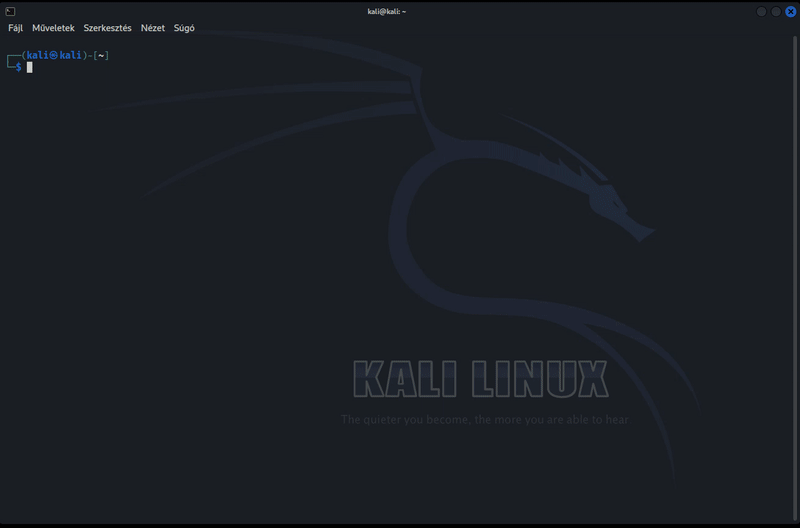 kali@kali: ~
Fájl Műveletek Szerkesztés Nézet Súgó
┌──(kali㉿kali)-[~]
└─$
KALI LINUX
The quieter you become, the more you are able to hear